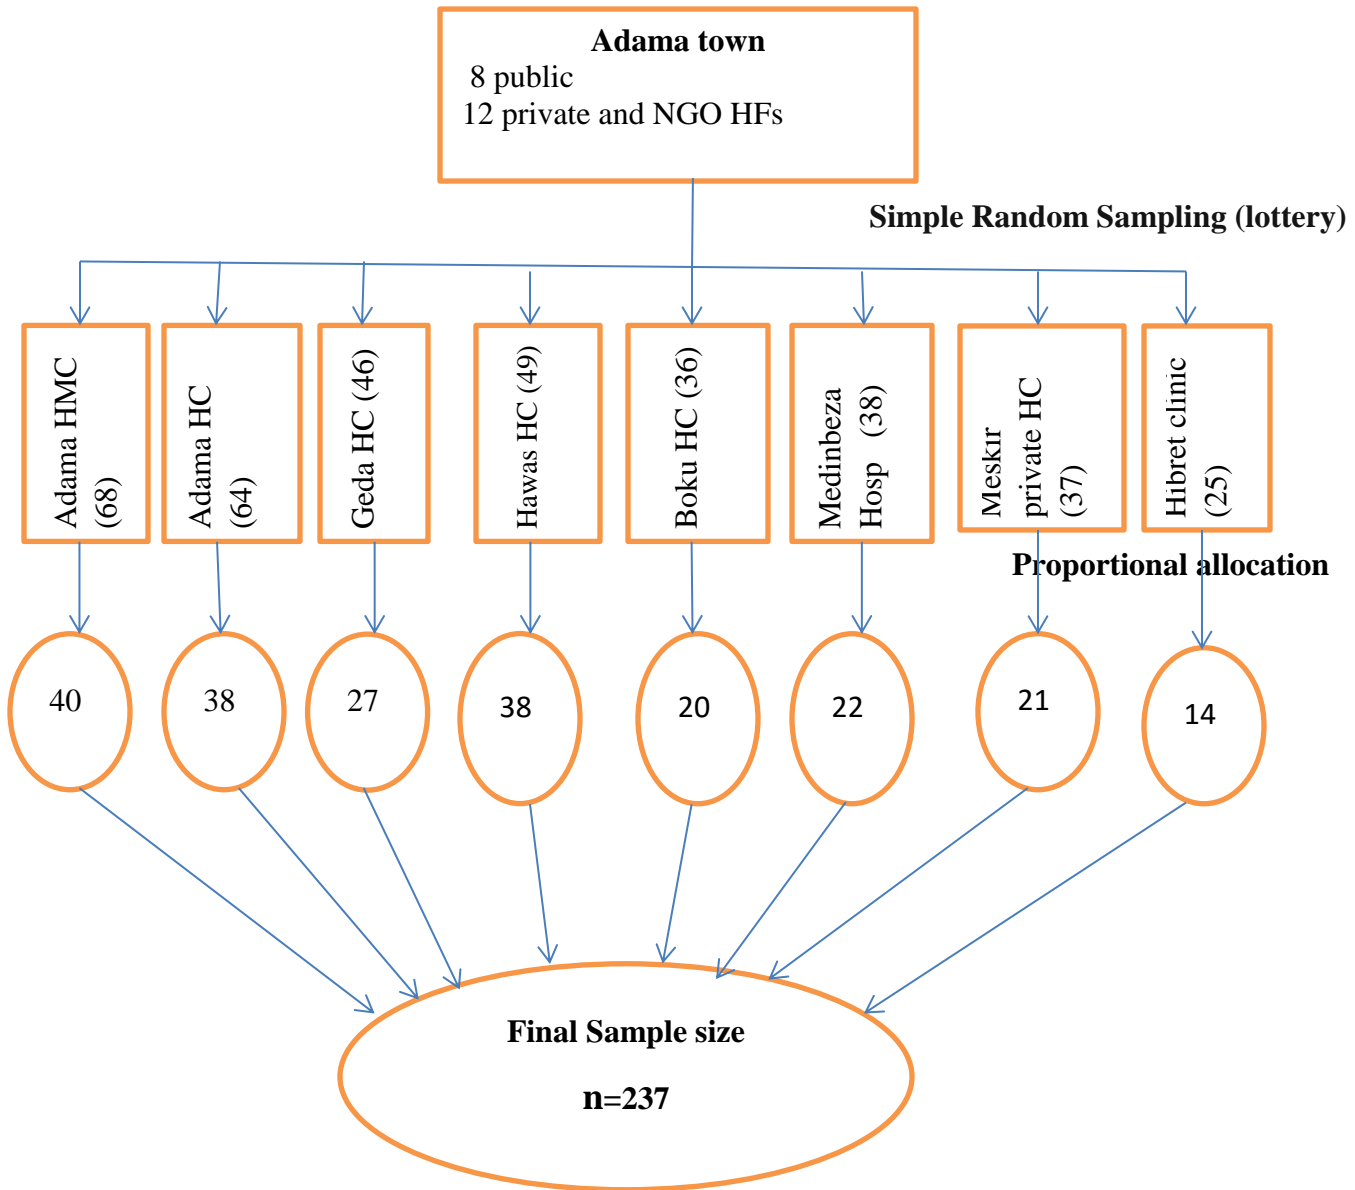 Adama town
8 public
12 private and NGO HFs
Simple Random Sampling (lottery)
Adama HMC
(68)
Adama HC
(64)
Geda HC (46)
Hawas HC (49)
Boku HC (36)
Medinbeza
Hosp (38)
Meskir
private HC
(37)
Hibret clinic
(25)
Proportional allocation
40
38
27
38
20
22
21
14
Final Sample size
n=237